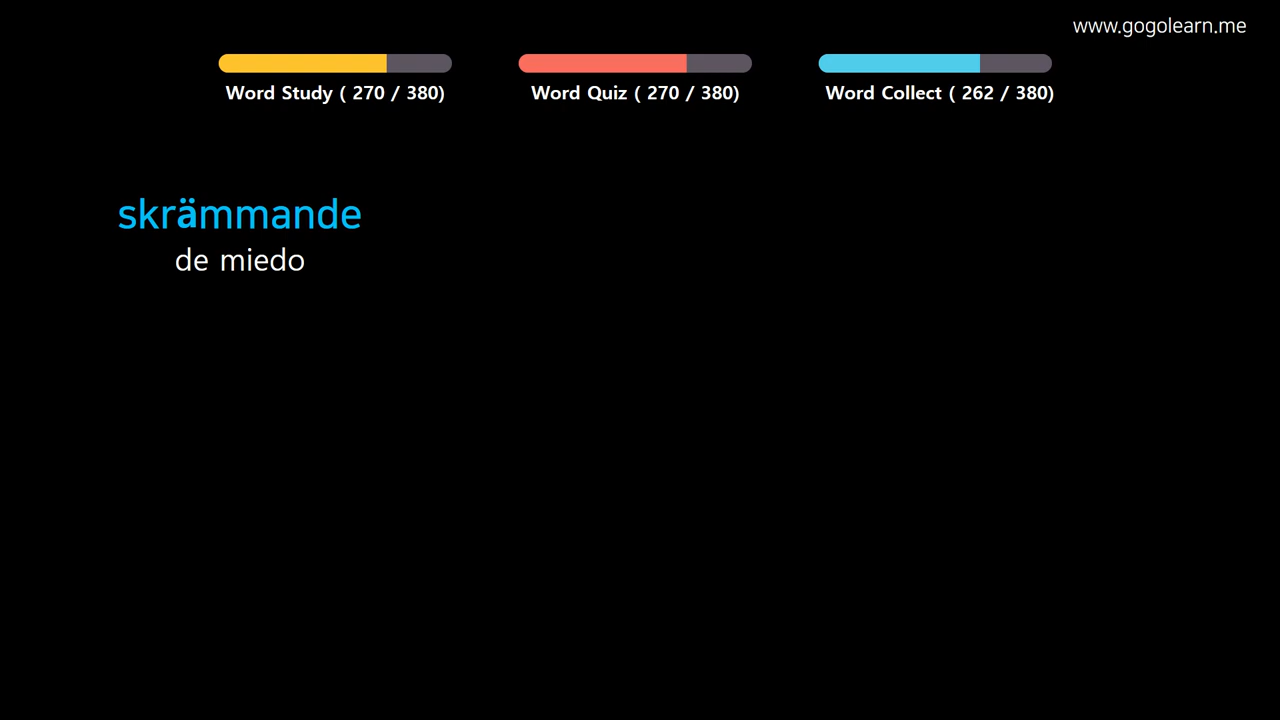 www.gogolearn.me
Word Study ( 270 / 380)
Word Quiz ( 270 / 380)
Word Collect ( 262 / 380)
skrämmande
de miedo